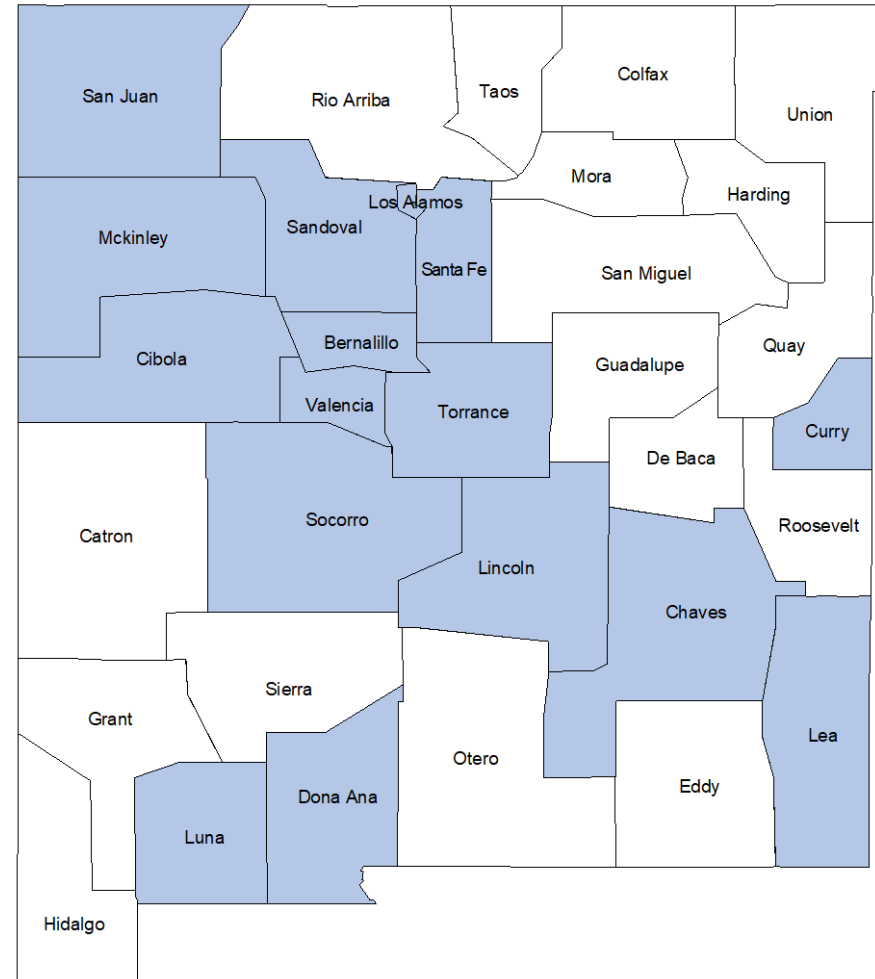 San Juan
Rio Arriba
Taos
Colfax
Union
Mora
Harding
Los Alamos
Mckinley
Sandoval
Santa Fe
San Miguel
Bernalillo
Quay
Cibola
Guadalupe
Valencia
Torrance
Curry
De Baca
Socorro
Roosevelt
Catron
Lincoln
Chaves
Sierra
Grant
Lea
Otero
Eddy
Dona Ana
Luna
Hidalgo